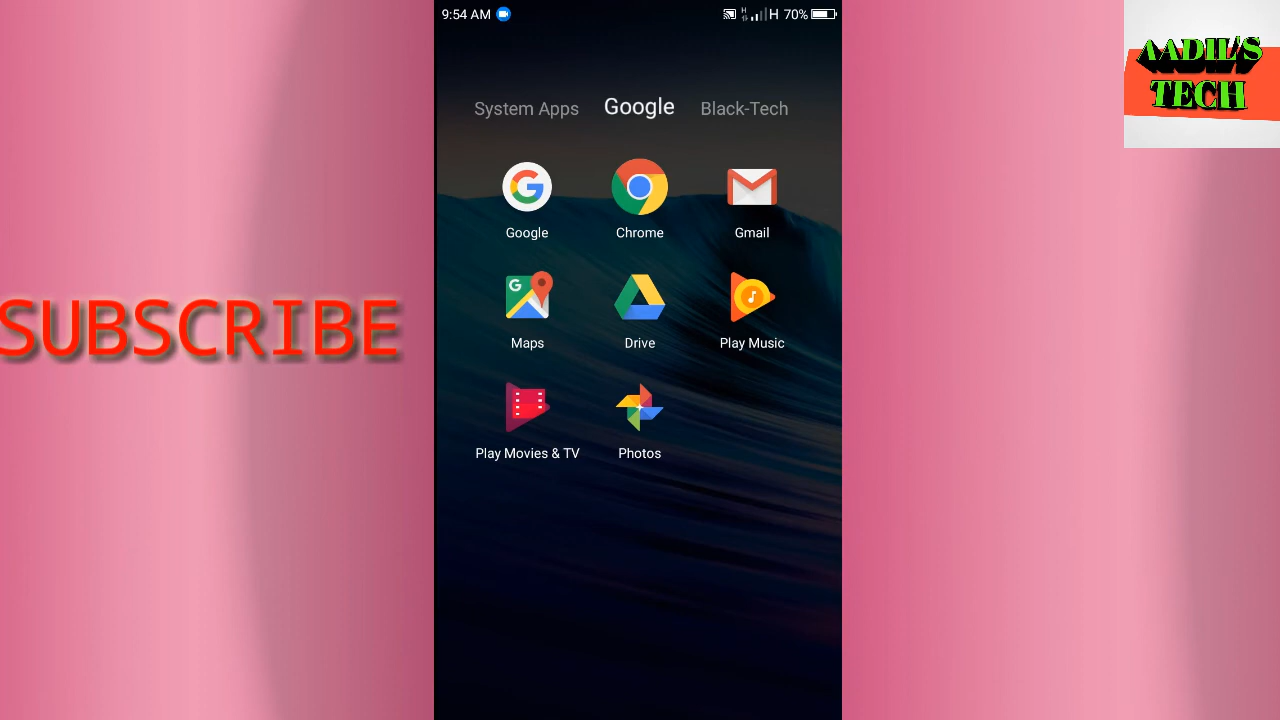 9:54 AM
H H 70%
AADIL'S
TECH
System Apps Google Black-Tech
Google Chrome Gmail
Maps Drive Play Music
Play Movies & TV Photos
SUBSCRIBE